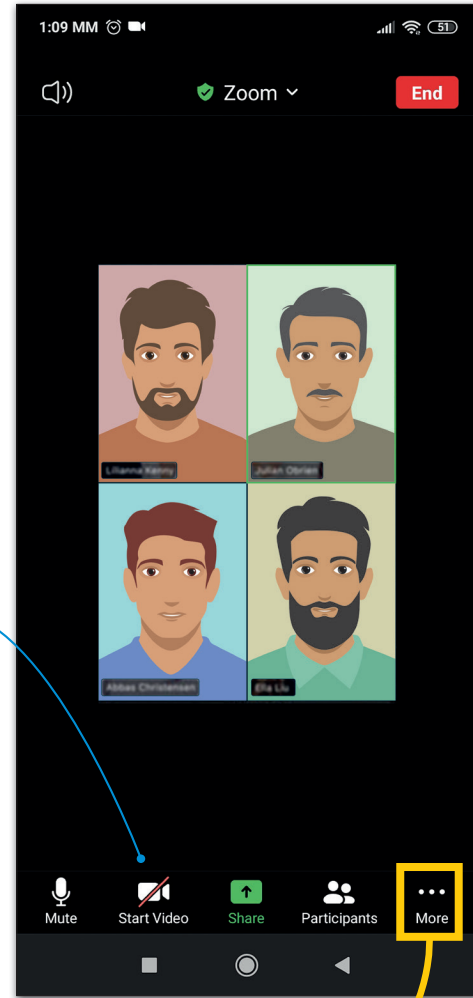 1:09 MM 51
Zoom End
Lilianna Kenny Julian Obrien
Abbas Christensen Ella Liu
Mute Start Video Share Participants More